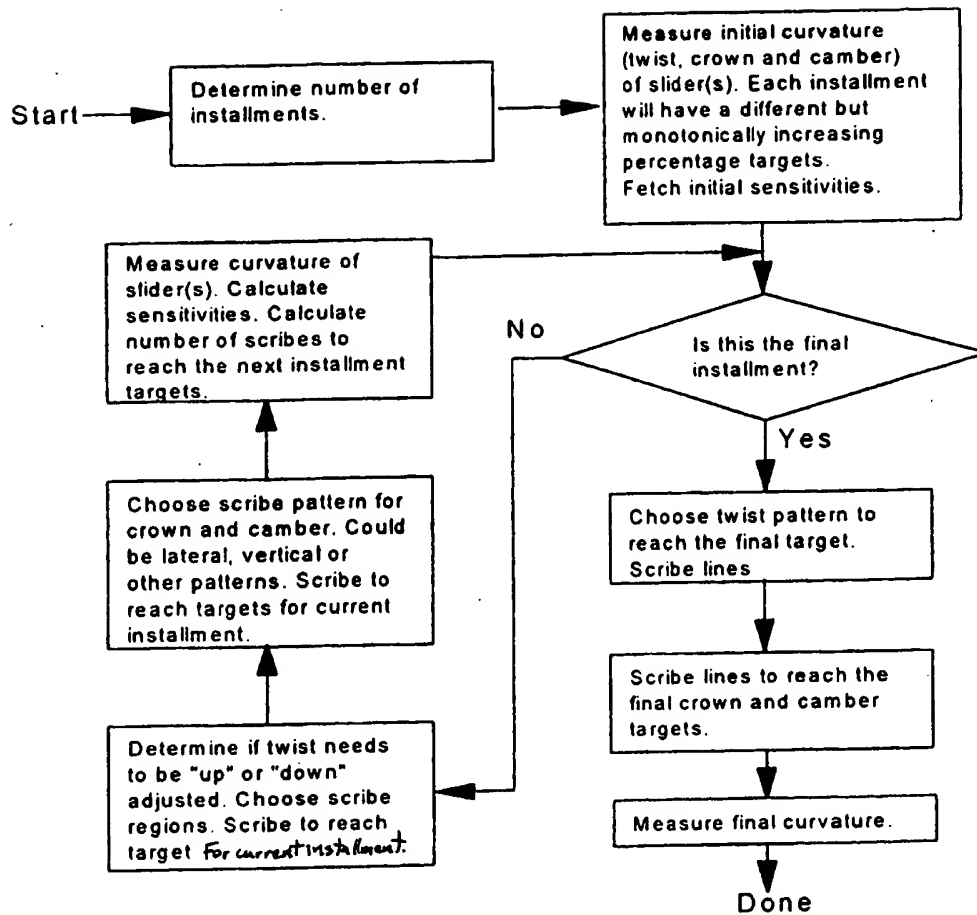 Start
Determine number of
installments.
Measure initial curvature
(twist, crown and camber)
of slider(s). Each installment
will have a different but
monotonically increasing
percentage targets.
Fetch initial sensitivities.
Measure curvature of
slider(s). Calculate
sensitivities. Calculate
number of scribes to
reach the next installment
targets.
No
Is this the final
installment?
Yes
Choose scribe pattern for
crown and camber. Could
be lateral, vertical or
other patterns. Scribe to
reach targets for current
installment.
Choose twist pattern to
reach the final target.
Scribe lines
Scribe lines to reach the
final crown and camber
targets.
Determine if twist needs
to be "up" or "down"
adjusted. Choose scribe
regions. Scribe to reach
target For current installment.
Measure final curvature.
Done